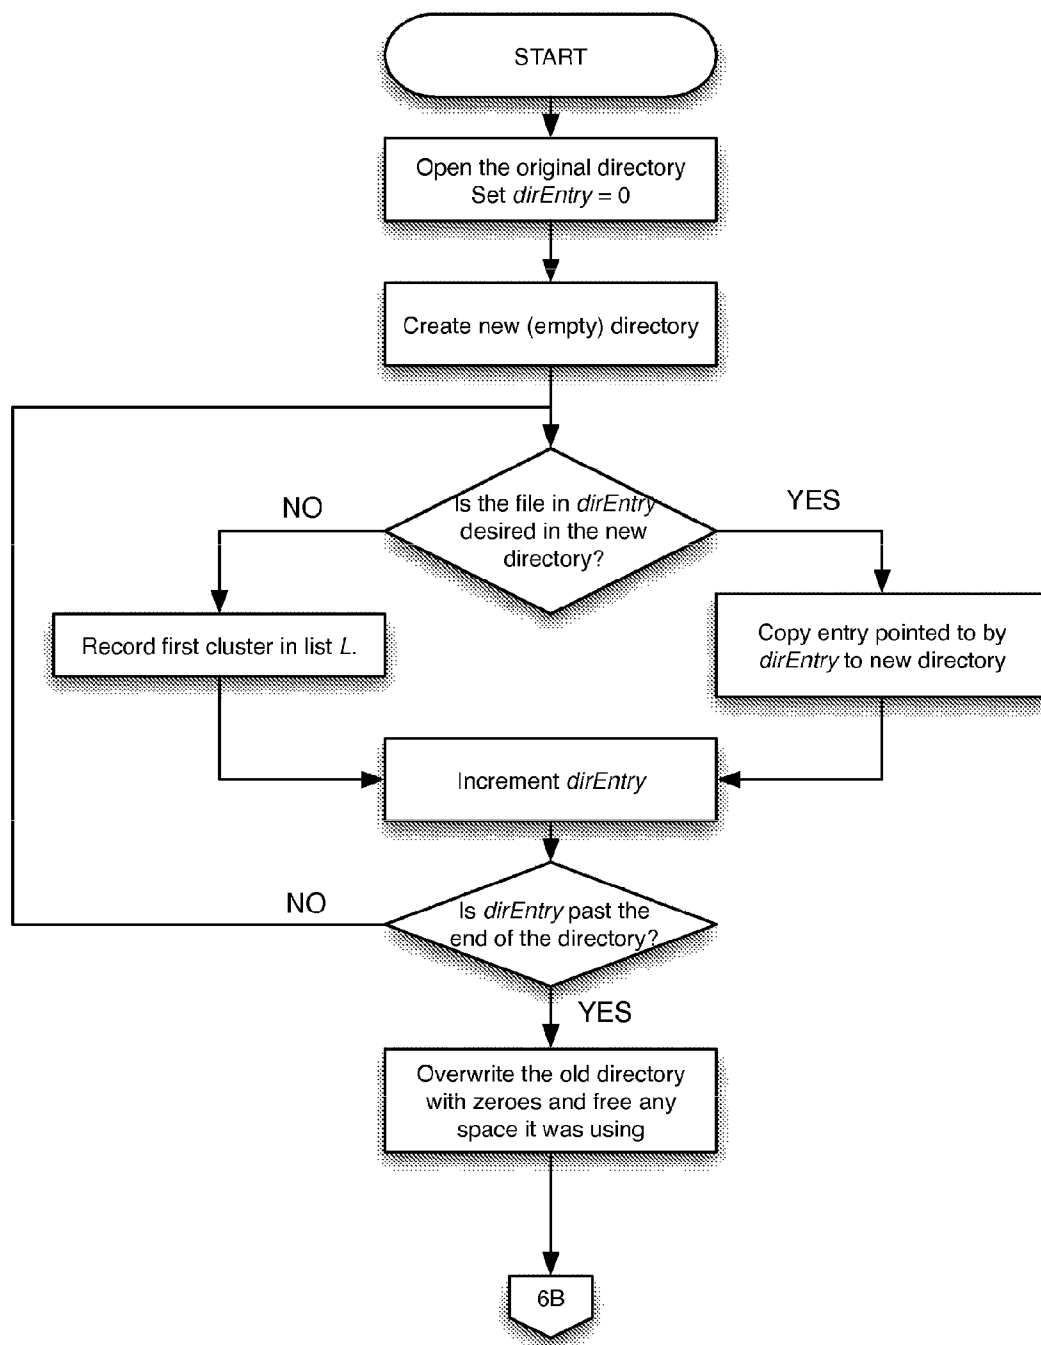 START
Open the original directory
Set dirEntry = 0
Create new (empty) directory
NO
YES
Is the file in dirEntry
desired in the new
directory?
Record first cluster in list L.
Copy entry pointed to by
dirEntry to new directory
Increment dirEntry
NO
Is dirEntry past the
end of the directory?
YES
Overwrite the old directory
with zeroes and free any
space it was using
6B